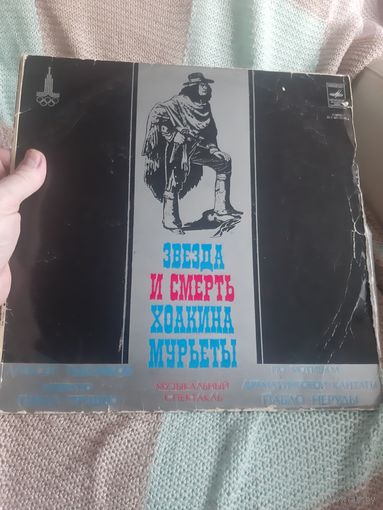 ЗВЕЗДА
И СМЕРТЬ
ХОАКИНА
МУРЬЕТЫ
МУЗЫКАЛЬНЫЙ
СПЕКТАКЛЬ
ПО МОТИВАМ
ДРАМАТИЧЕСКОЙ КАНТАТЫ
ПАБЛО НЕРУДЫ